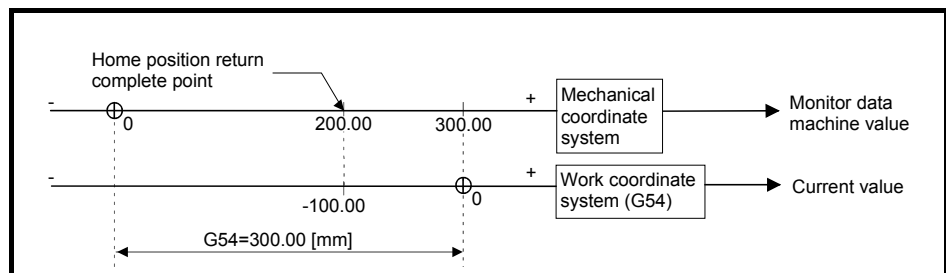 Home position return
complete point
- 0 200.00 300.00 +
Mechanical
coordinate
system
Monitor data
machine value
- -100.00 0 +
Work coordinate
system (G54)
Current value
G54=300.00 [mm]